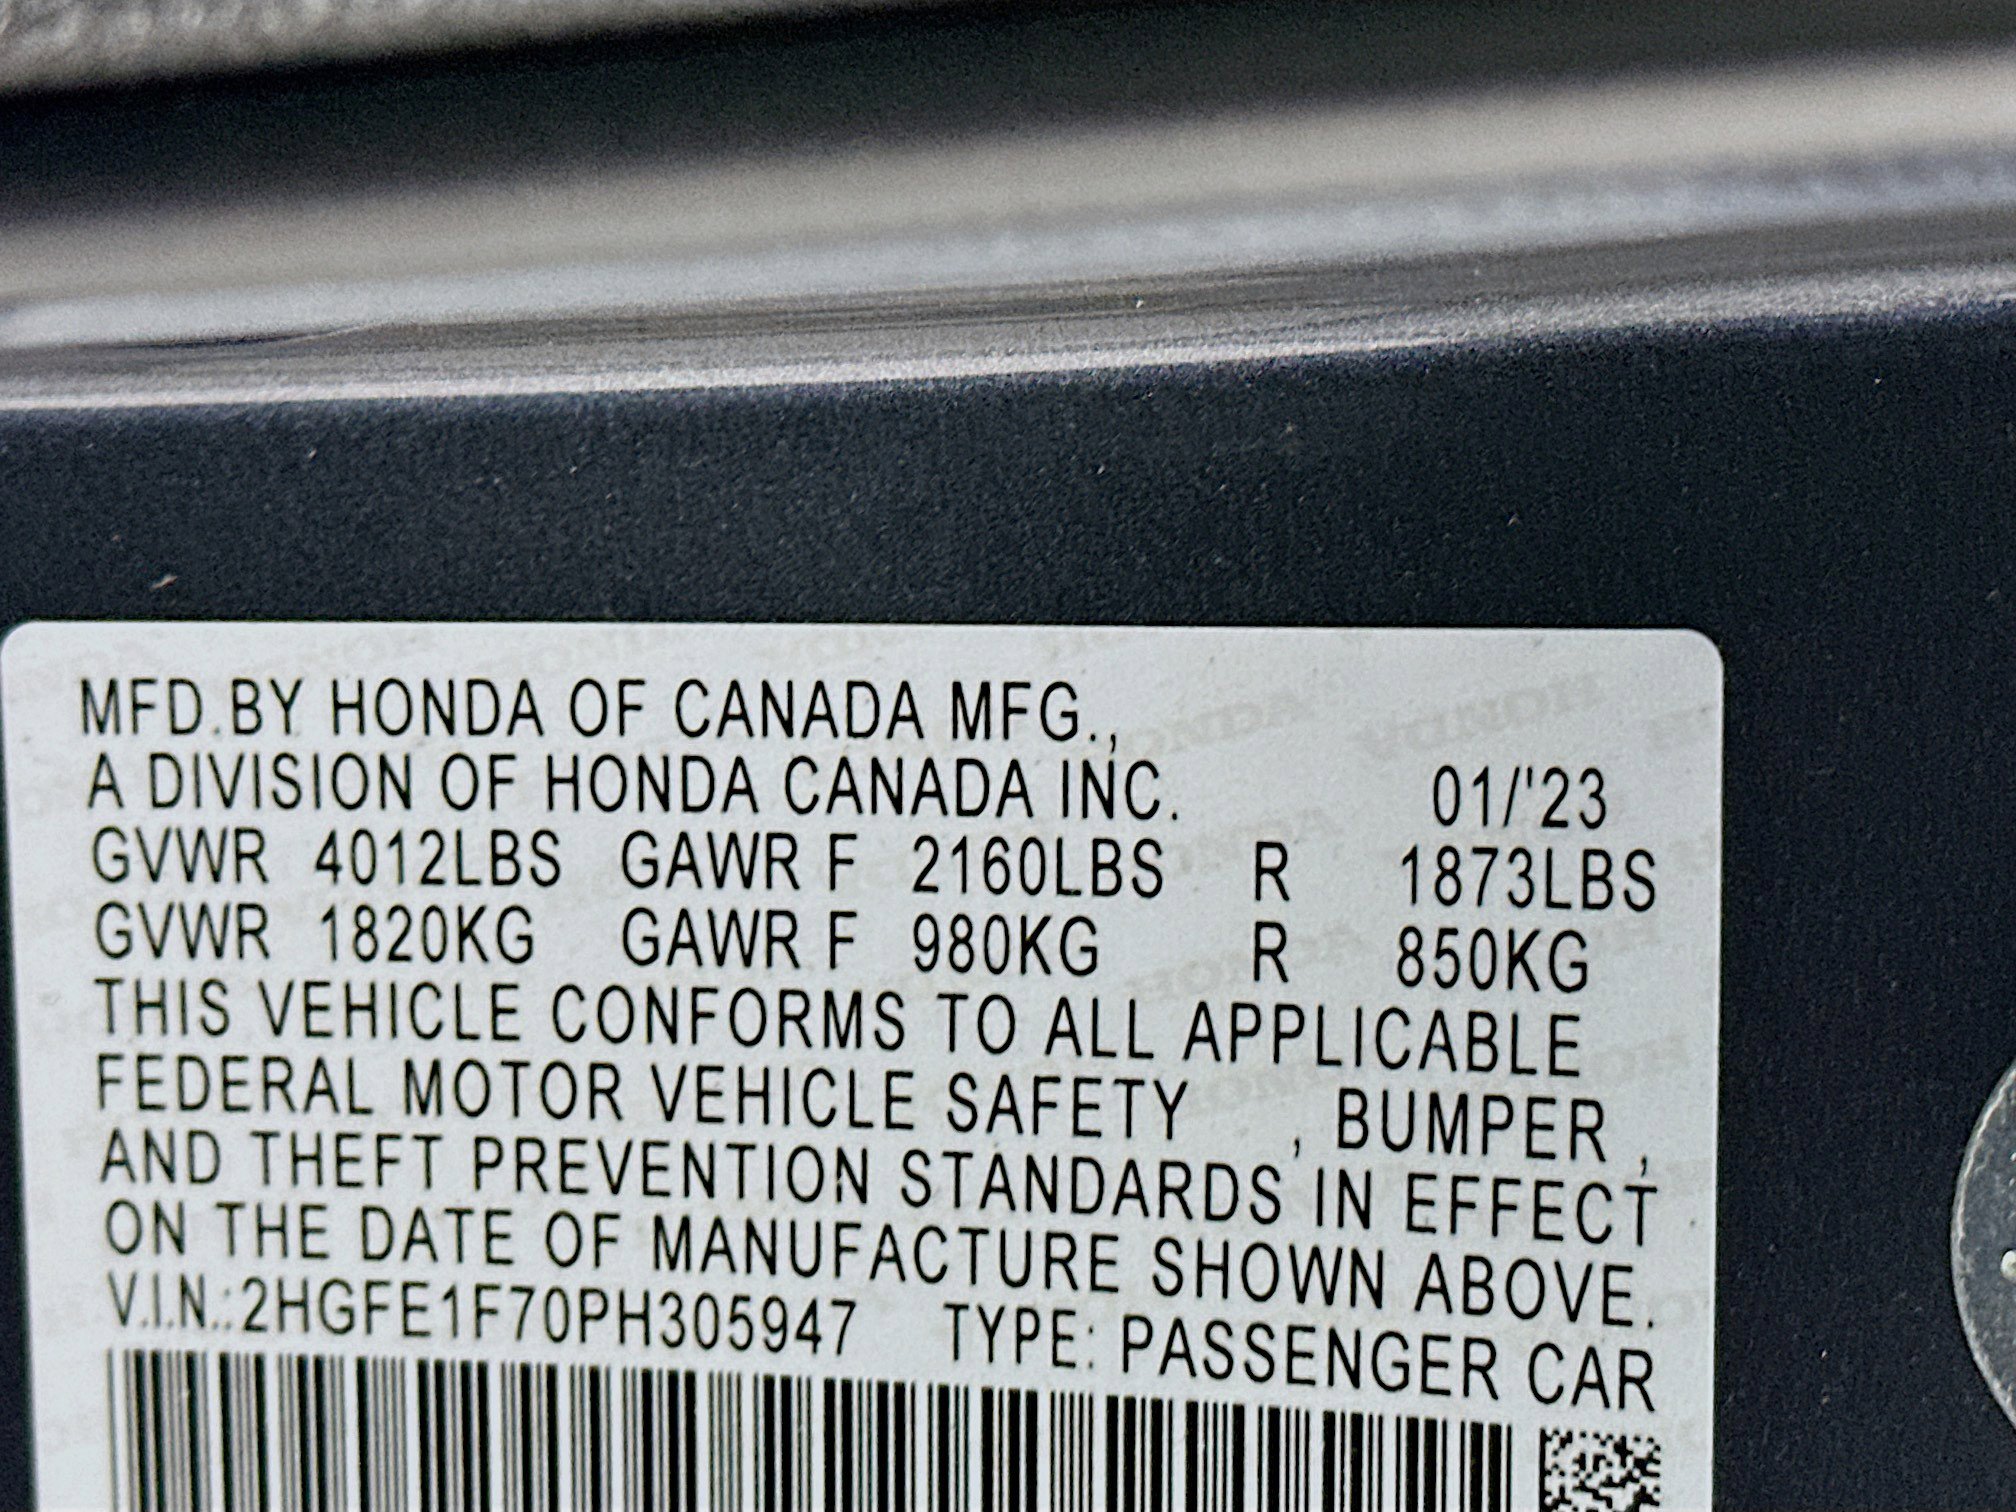 MFD.BY HONDA OF CANADA MFG.,
A DIVISION OF HONDA CANADA INC. 01/'23
GVWR 4012LBS GAWR F 2160LBS R 1873LBS
GVWR 1820KG GAWR F 980KG R 850KG
THIS VEHICLE CONFORMS TO ALL APPLICABLE
FEDERAL MOTOR VEHICLE SAFETY , BUMPER ,
AND THEFT PREVENTION STANDARDS IN EFFECT
ON THE DATE OF MANUFACTURE SHOWN ABOVE.
V.I.N.:2HGFE1F70PH305947 TYPE: PASSENGER CAR